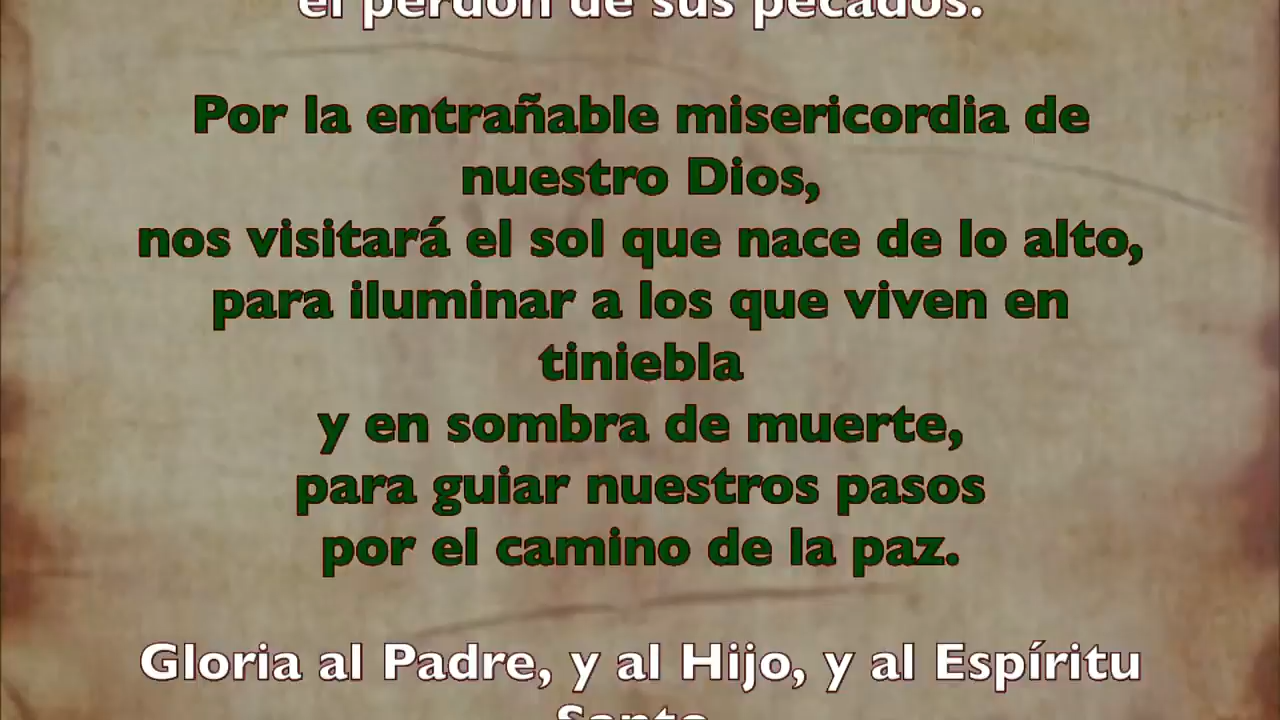 el perdón de sus pecados.
Por la entrañable misericordia de
nuestro Dios,
nos visitará el sol que nace de lo alto,
para iluminar a los que viven en
tiniebla
y en sombra de muerte,
para guiar nuestros pasos
por el camino de la paz.
Gloria al Padre, y al Hijo, y al Espíritu
Santo.